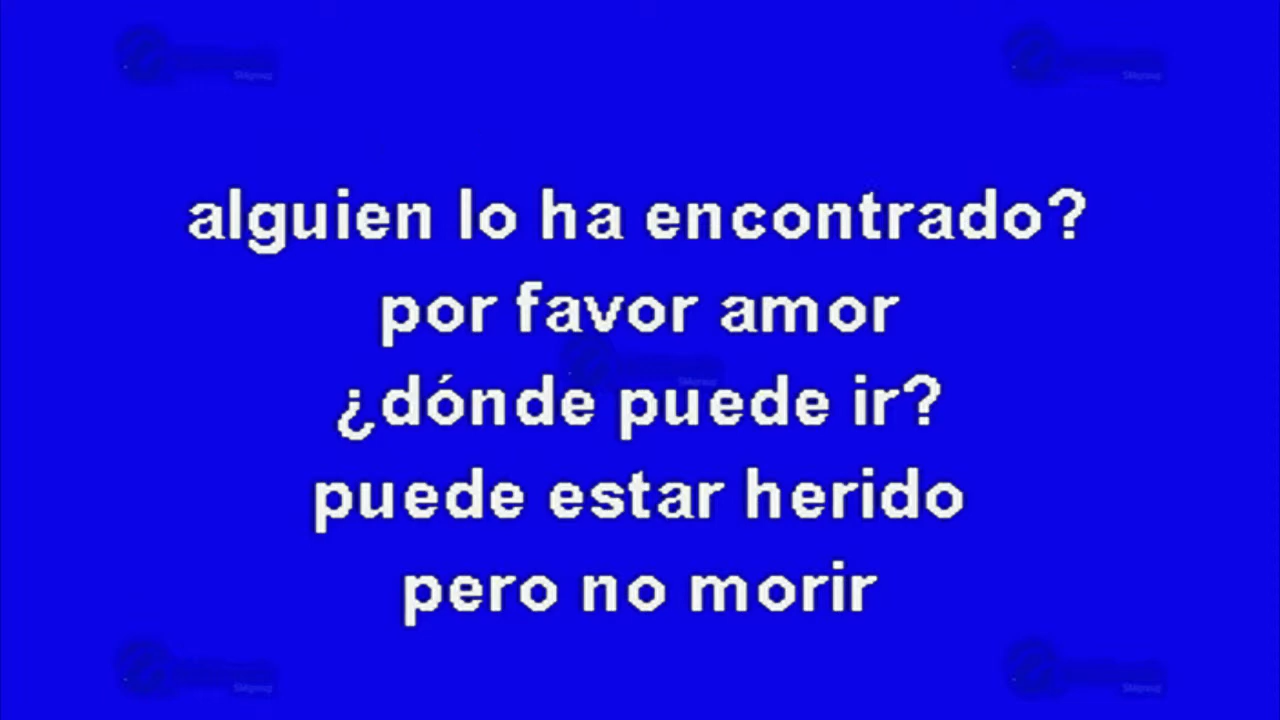 alguien lo ha encontrado?
por favor amor
¿dónde puede ir?
puede estar herido
pero no morir